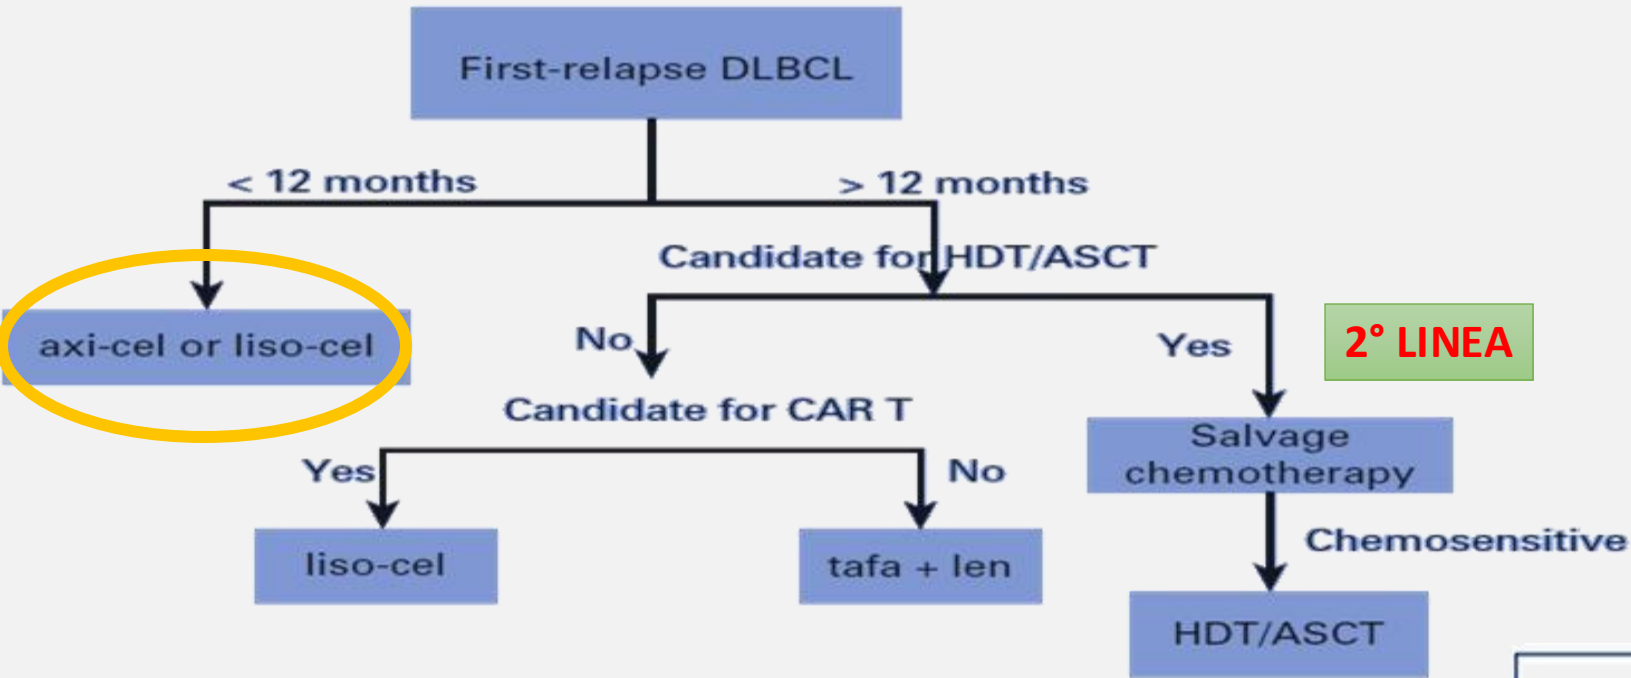 First-relapse DLBCL
< 12 months
> 12 months
Candidate for HDT/ASCT
axi-cel or liso-cel
No
Yes
2° LINEA
Candidate for CAR T
Salvage
chemotherapy
Yes
No
Chemosensitive
liso-cel
tafa + len
HDT/ASCT